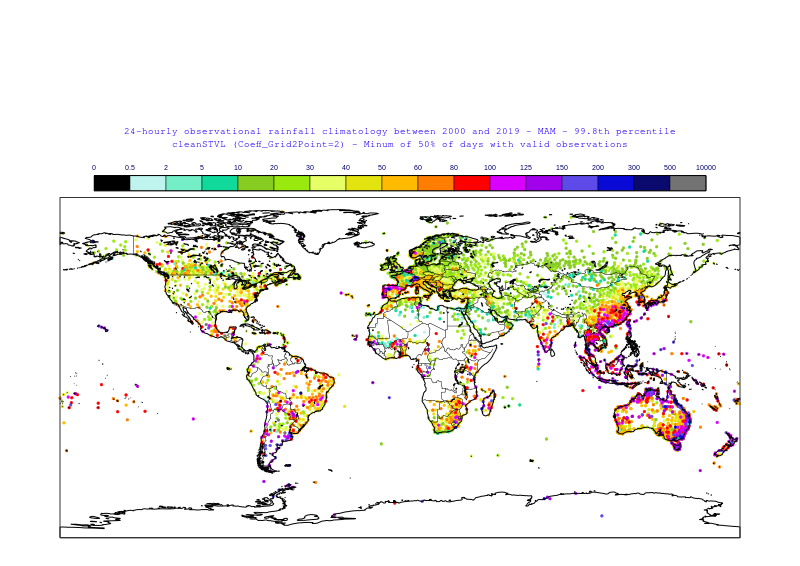 24-hourly observational rainfall climatology between 2000 and 2019 - MAM - 99.8th percentile
cleanSTVL (Coeff_Grid2Point=2) - Minum of 50% of days with valid observations
0 0.5 2 5 10 20 30 40 50 60 80 100 125 150 200 300 500 10000